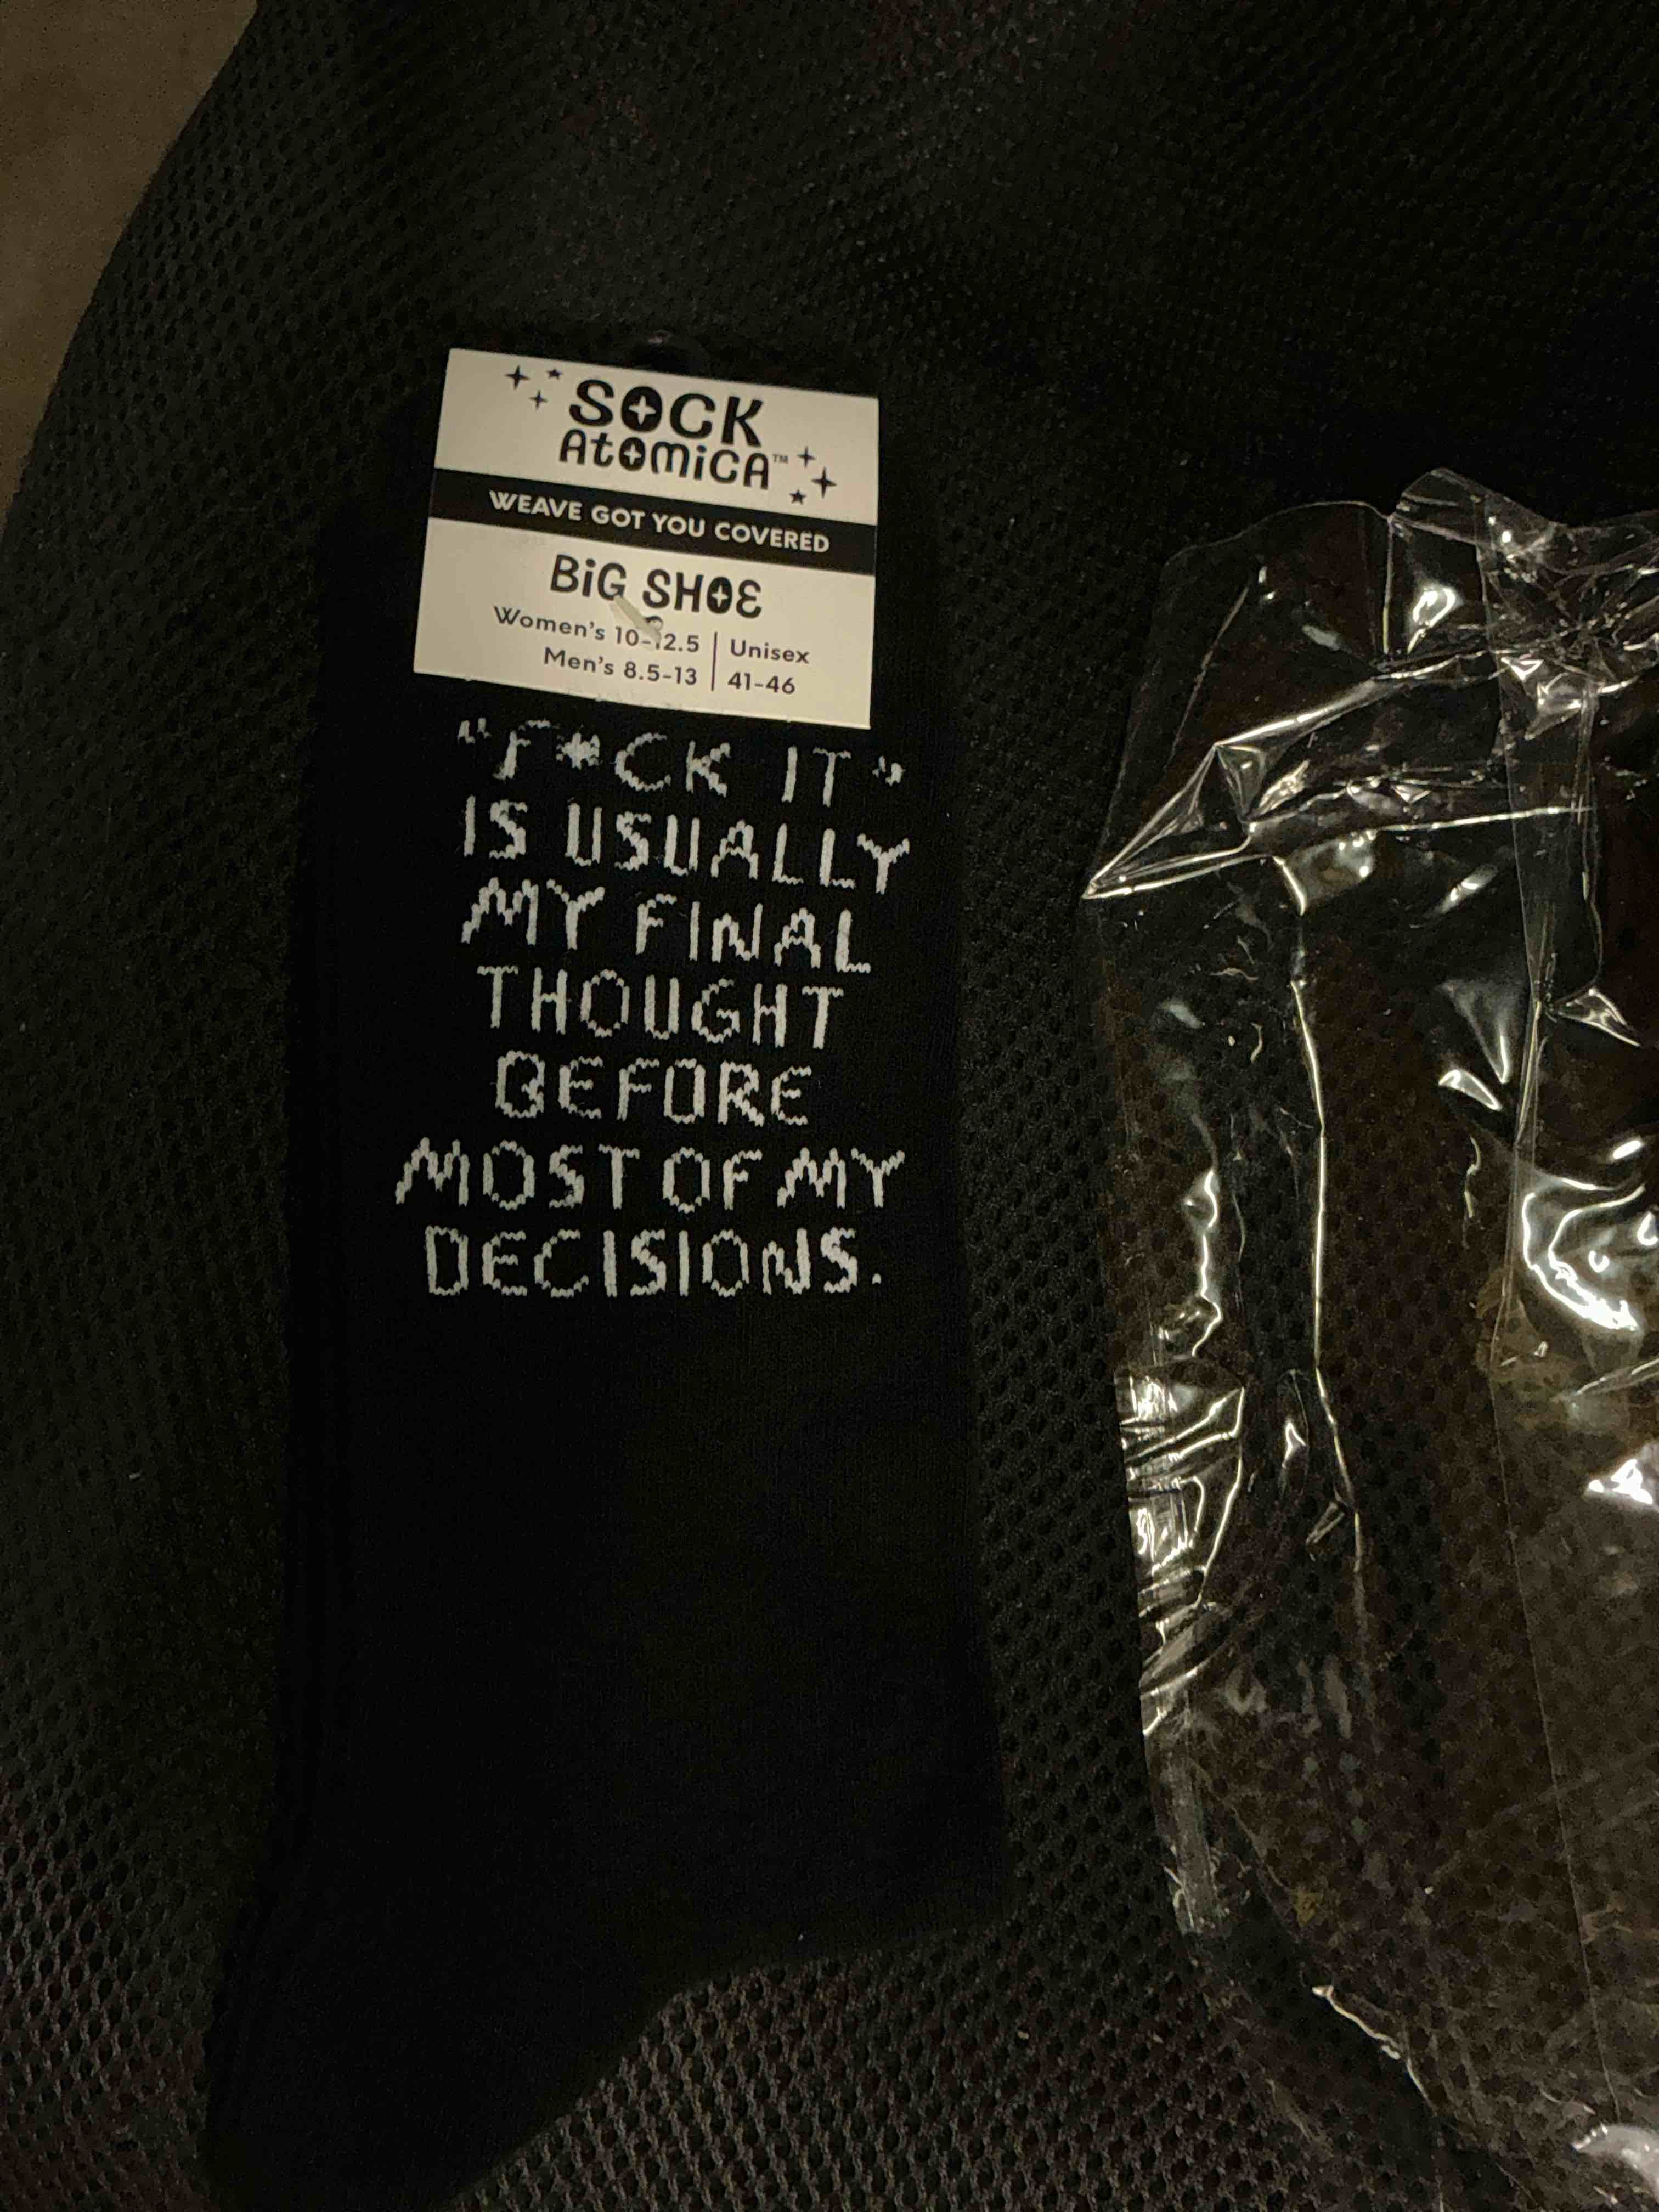 SOCK
AtomicA™
WEAVE GOT YOU COVERED
BiG SHOE
Women's 10-12.5 | Unisex
Men's 8.5-13 | 41-46
"F*CK IT"
IS USUALLY
MY FINAL
THOUGHT
BEFORE
MOST OF MY
DECISIONS.